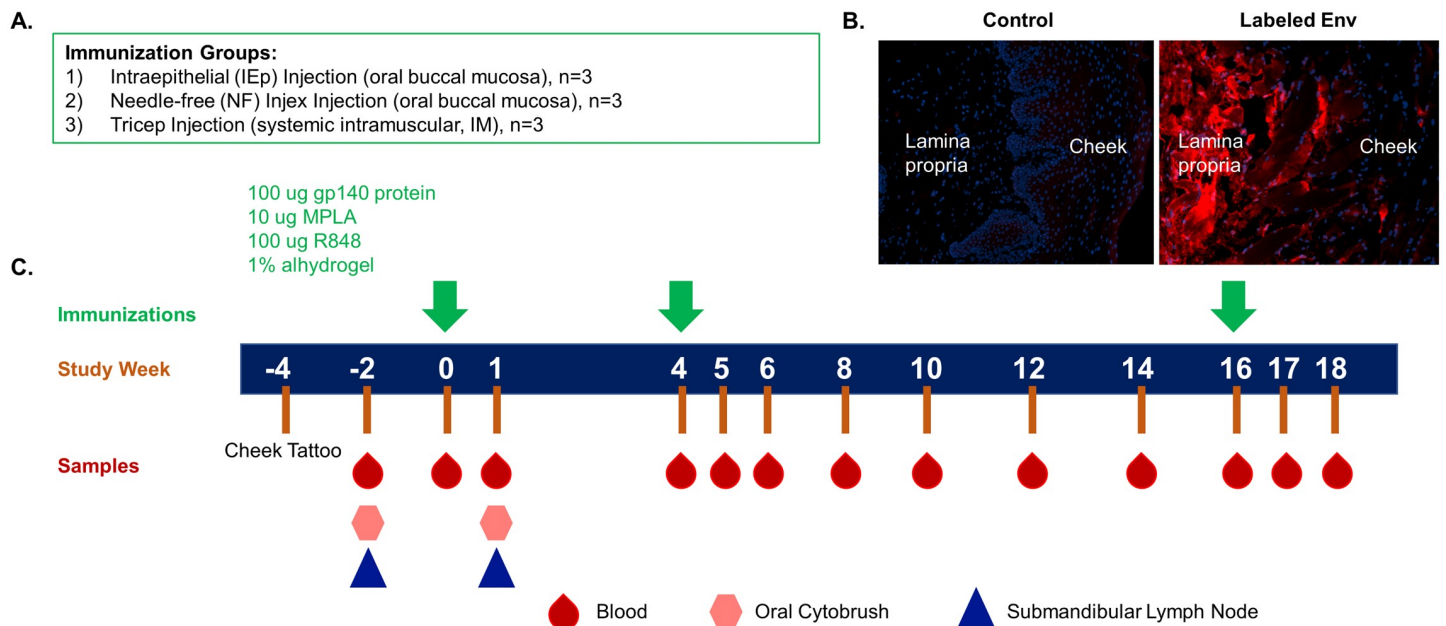 A.
Immunization Groups:
1) Intraepithelial (IEp) Injection (oral buccal mucosa), n=3
2) Needle-free (NF) Injex Injection (oral buccal mucosa), n=3
3) Tricep Injection (systemic intramuscular, IM), n=3
B.
Control
Labeled Env
Lamina
propria
Cheek
Lamina
propria
Cheek
100 ug gp140 protein
10 ug MPLA
100 ug R848
1% alhydrogel
C.
Immunizations
Study Week
-4 -2 0 1 4 5 6 8 10 12 14 16 17 18
Cheek Tattoo
Samples
Blood
Oral Cytobrush
Submandibular Lymph Node